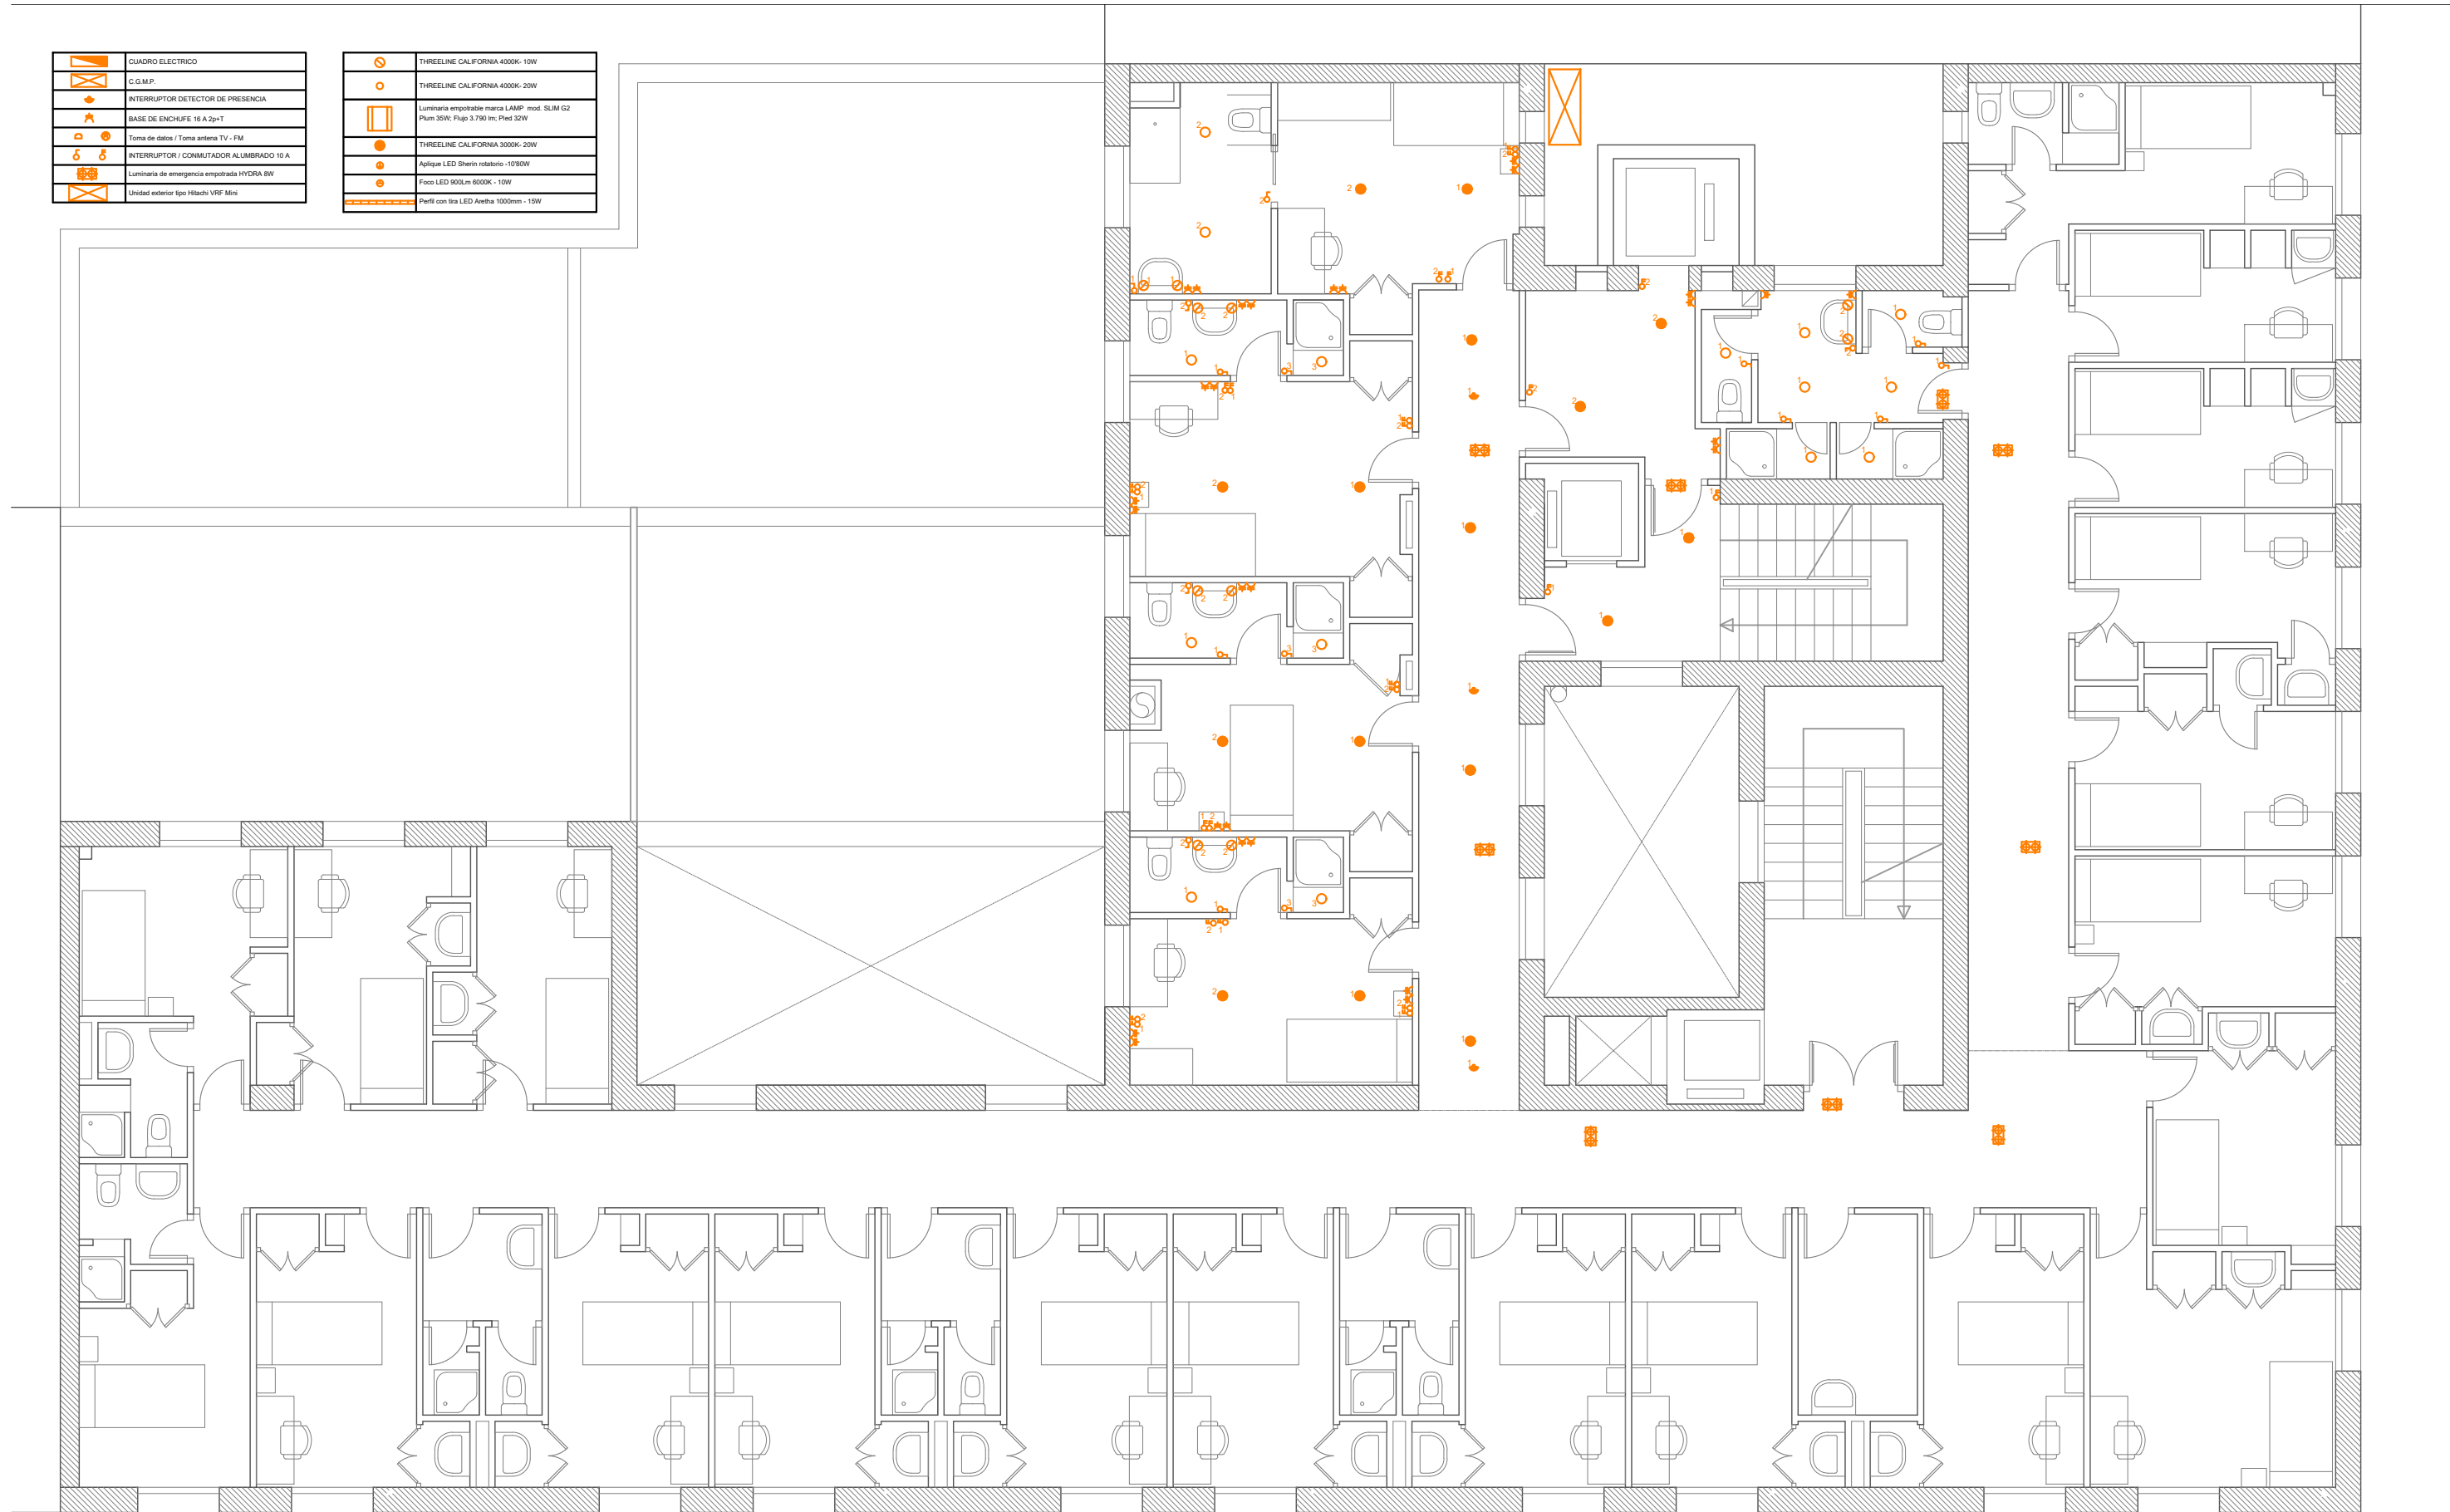 CUADRO ELECTRICO
C.G.M.P.
INTERRUPTOR DETECTOR DE PRESENCIA
BASE DE ENCHUFE 16 A 2p+T
Toma de datos / Toma antena TV - FM
INTERRUPTOR / CONMUTADOR ALUMBRADO 10 A
Luminaria de emergencia empotrada HYDRA 8W
Unidad exterior tipo Hitachi VRF Mini
THREELINE CALIFORNIA 4000K- 10W
THREELINE CALIFORNIA 4000K- 20W
Luminaria empotrable marca LAMP mod. SLIM G2
Plum 35W; Flujo 3.790 lm; Pled 32W
THREELINE CALIFORNIA 3000K- 20W
Aplique LED Sherin rotatorio -10'80W
Foco LED 900Lm 6000K - 10W
Perfil con tira LED Aretha 1000mm - 15W